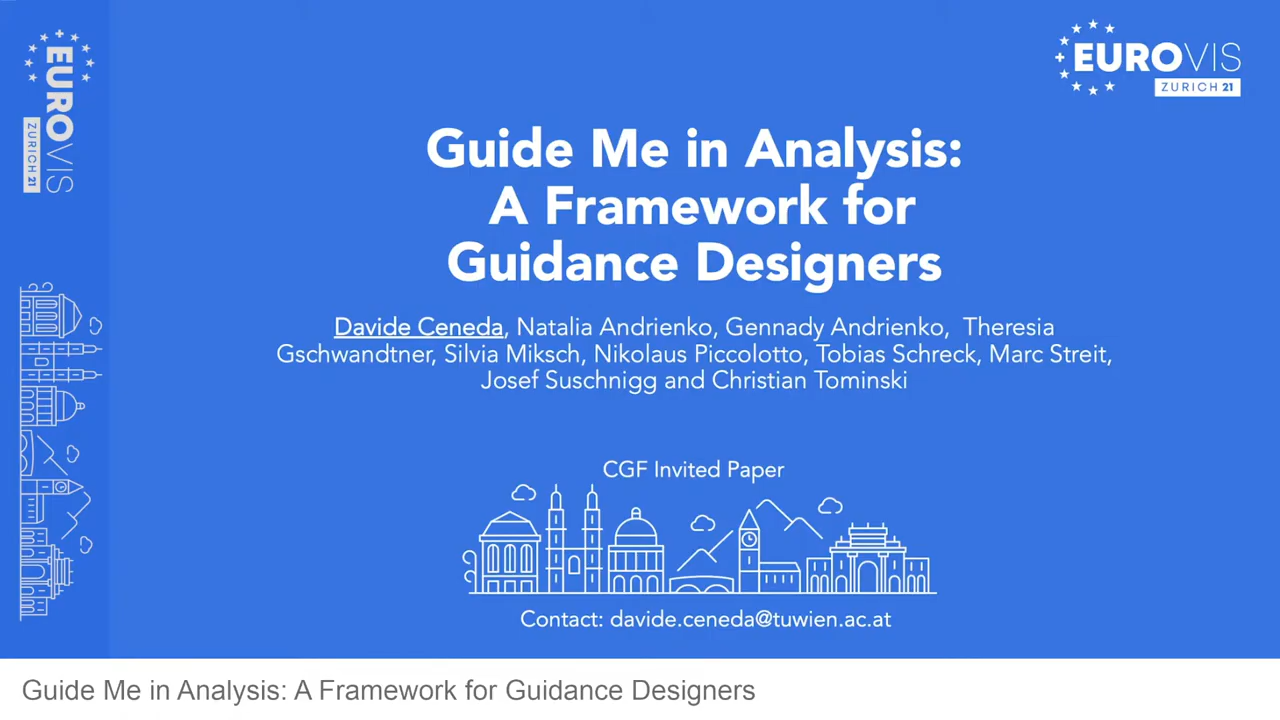 EUROVIS
ZURICH 21
EUROVIS
ZURICH 21
Guide Me in Analysis:
A Framework for
Guidance Designers
Davide Ceneda, Natalia Andrienko, Gennady Andrienko, Theresia
Gschwandtner, Silvia Miksch, Nikolaus Piccolotto, Tobias Schreck, Marc Streit,
Josef Suschnigg and Christian Tominski
CGF Invited Paper
Contact: davide.ceneda@tuwien.ac.at
Guide Me in Analysis: A Framework for Guidance Designers